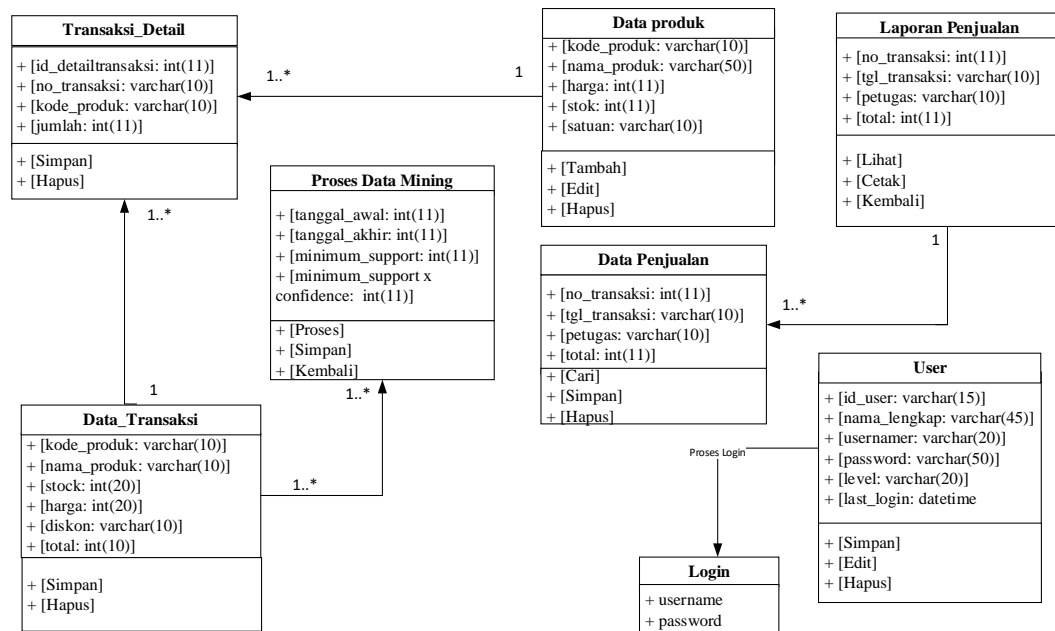 Transaksi_Detail
+ [id_detailtransaksi: int(11)]
+ [no_transaksi: varchar(10)]
+ [kode_produk: varchar(10)]
+ [jumlah: int(11)]
+ [Simpan]
+ [Hapus]
1..*
1
Data produk
+ [kode_produk: varchar(10)]
+ [nama_produk: varchar(50)]
+ [harga: int(11)]
+ [stok: int(11)]
+ [satuan: varchar(10)]
+ [Tambah]
+ [Edit]
+ [Hapus]
Laporan Penjualan
+ [no_transaksi: int(11)]
+ [tgl_transaksi: varchar(10)]
+ [petugas: varchar(10)]
+ [total: int(11)]
+ [Lihat]
+ [Cetak]
+ [Kembali]
1..*
1
Proses Data Mining
+ [tanggal_awal: int(11)]
+ [tanggal_akhir: int(11)]
+ [minimum_support: int(11)]
+ [minimum_support x
confidence: int(11)]
+ [Proses]
+ [Simpan]
+ [Kembali]
1..*
1..*
Data Penjualan
+ [no_transaksi: int(11)]
+ [tgl_transaksi: varchar(10)]
+ [petugas: varchar(10)]
+ [total: int(11)]
+ [Cari]
+ [Simpan]
+ [Hapus]
1..*
1
Data_Transaksi
+ [kode_produk: varchar(10)]
+ [nama_produk: varchar(10)]
+ [stock: int(20)]
+ [harga: int(20)]
+ [diskon: varchar(10)]
+ [total: int(10)]
+ [Simpan]
+ [Hapus]
User
+ [id_user: varchar(15)]
+ [nama_lengkap: varchar(45)]
+ [usernamer: varchar(20)]
+ [password: varchar(50)]
+ [level: varchar(20)]
+ [last_login: datetime
+ [Simpan]
+ [Edit]
+ [Hapus]
Proses Login
Login
+ username
+ password